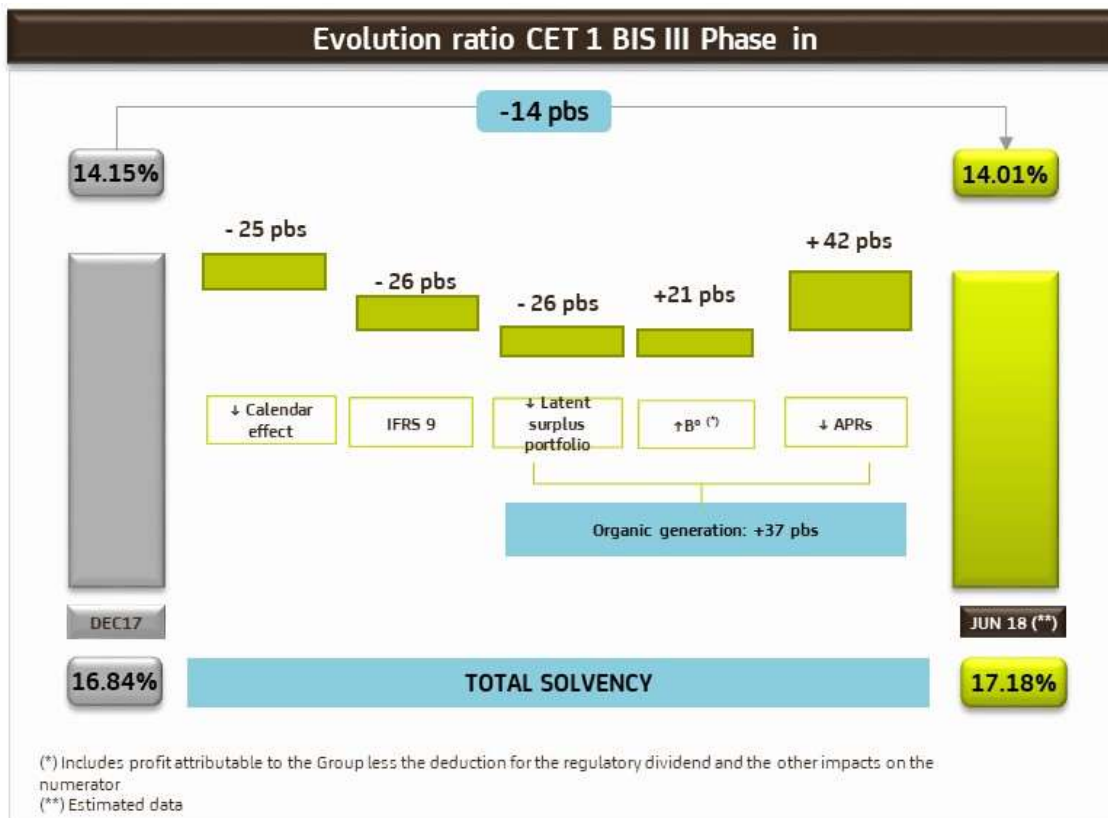 Evolution ratio CET 1 BIS III Phase in
-14 pbs
14.15%
14.01%
- 25 pbs
- 26 pbs
- 26 pbs
+21 pbs
+ 42 pbs
↓ Calendar
effect
IFRS 9
↓ Latent
surplus
portfolio
↑Bº (*)
↓ APRs
Organic generation: +37 pbs
DEC17
JUN 18 (**)
16.84%
TOTAL SOLVENCY
17.18%
(*) Includes profit attributable to the Group less the deduction for the regulatory dividend and the other impacts on the
numerator
(**) Estimated data